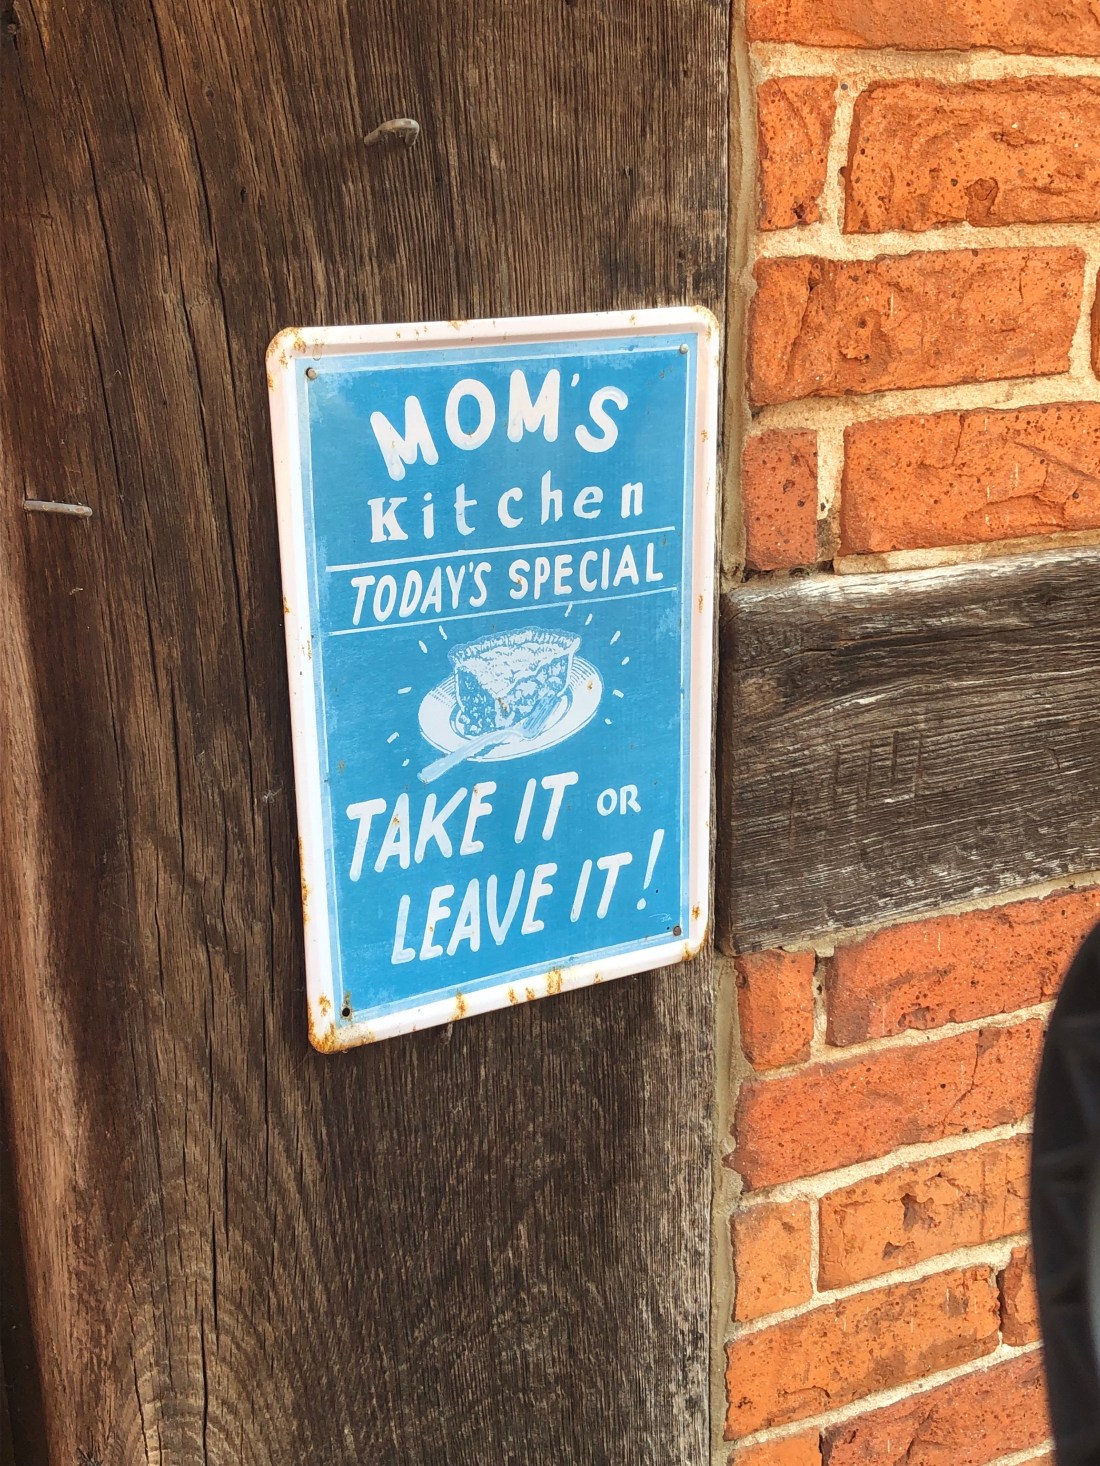 MOM'S
Kitchen
TODAY'S SPECIAL
TAKE IT OR
LEAVE IT!